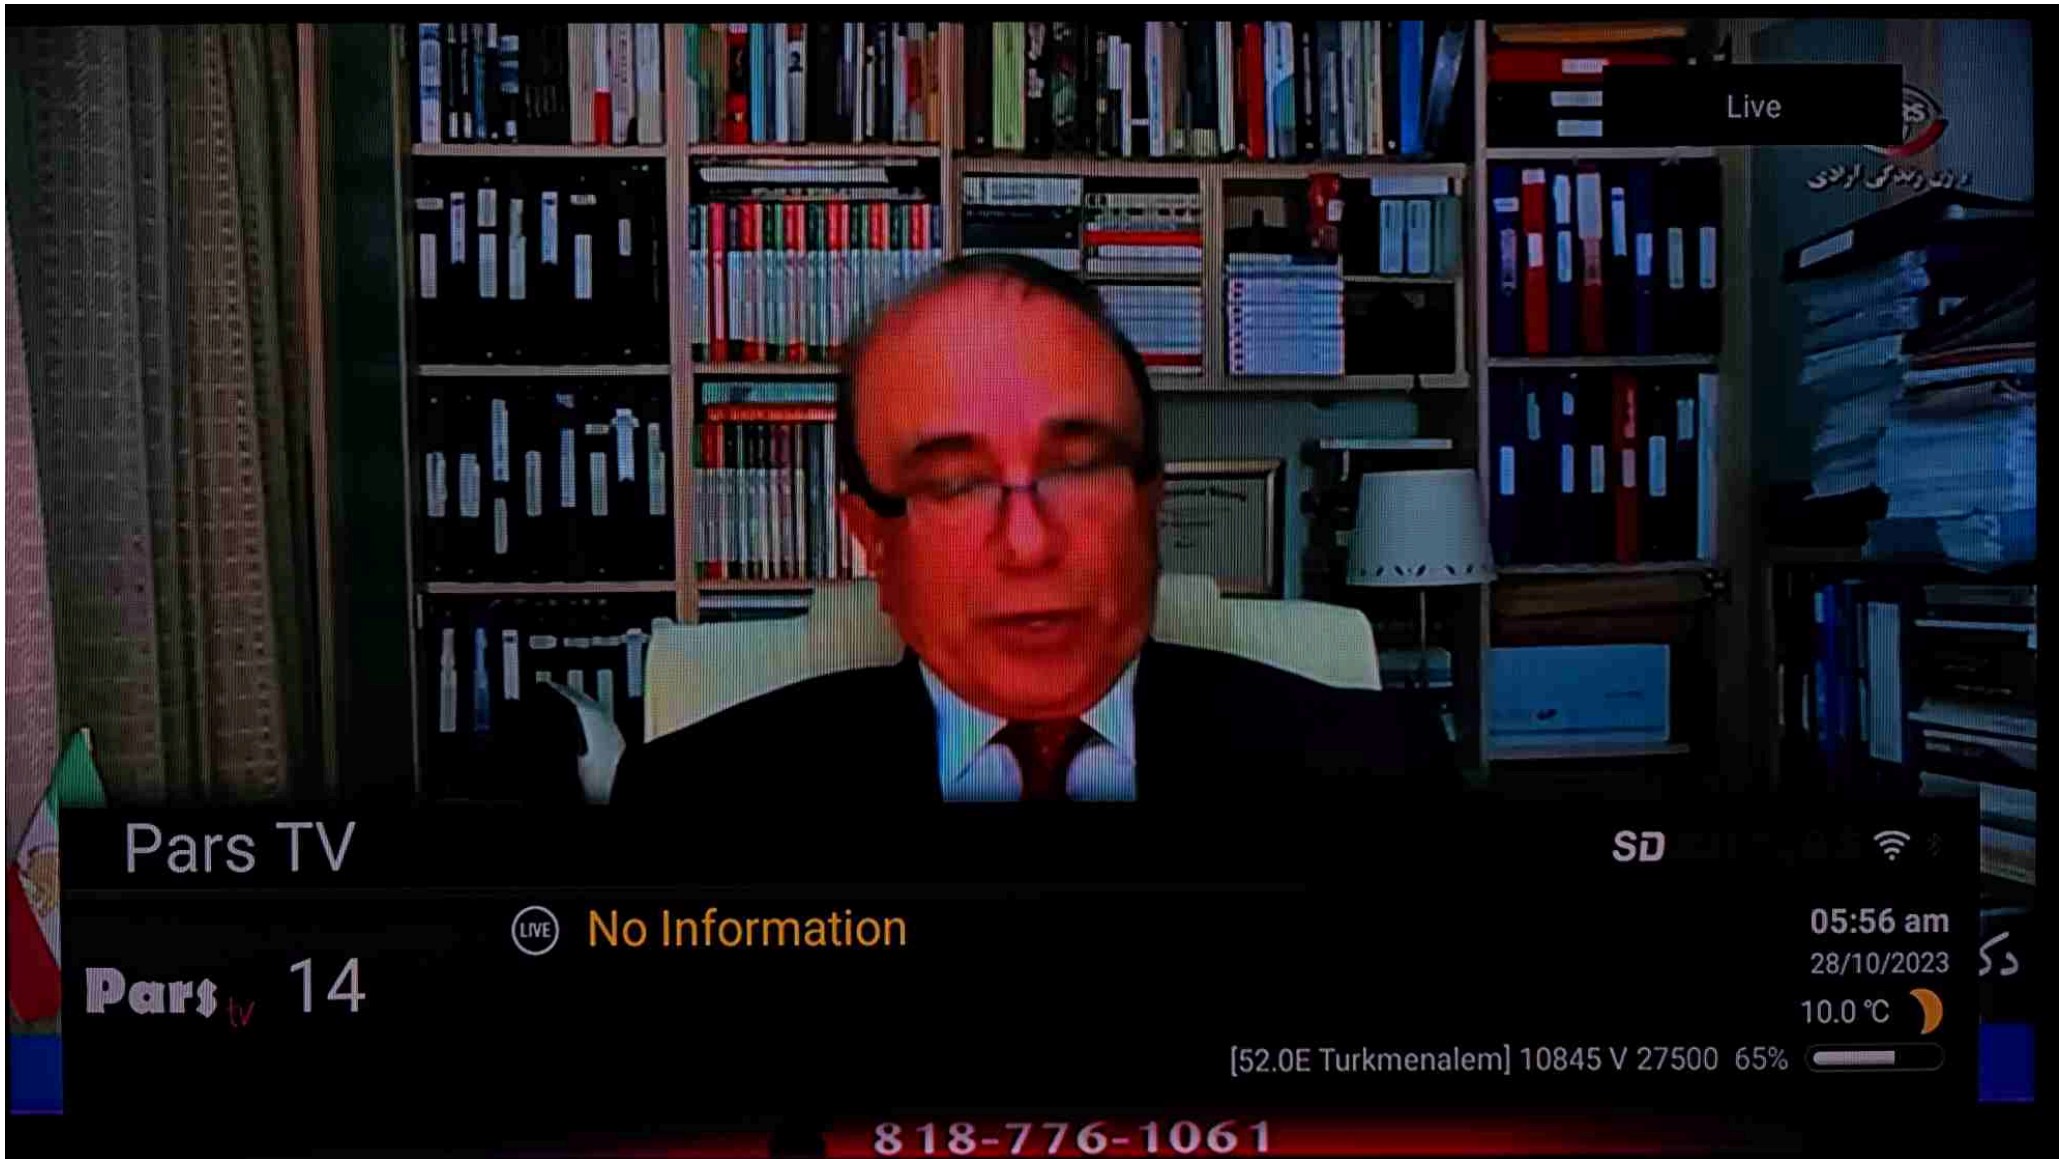 Live
Pars TV
SD
LIVE No Information
05:56 am
28/10/2023
Pars tv 14
10.0 °C
[52.0E Turkmenalem] 10845 V 27500 65%
818-776-1061